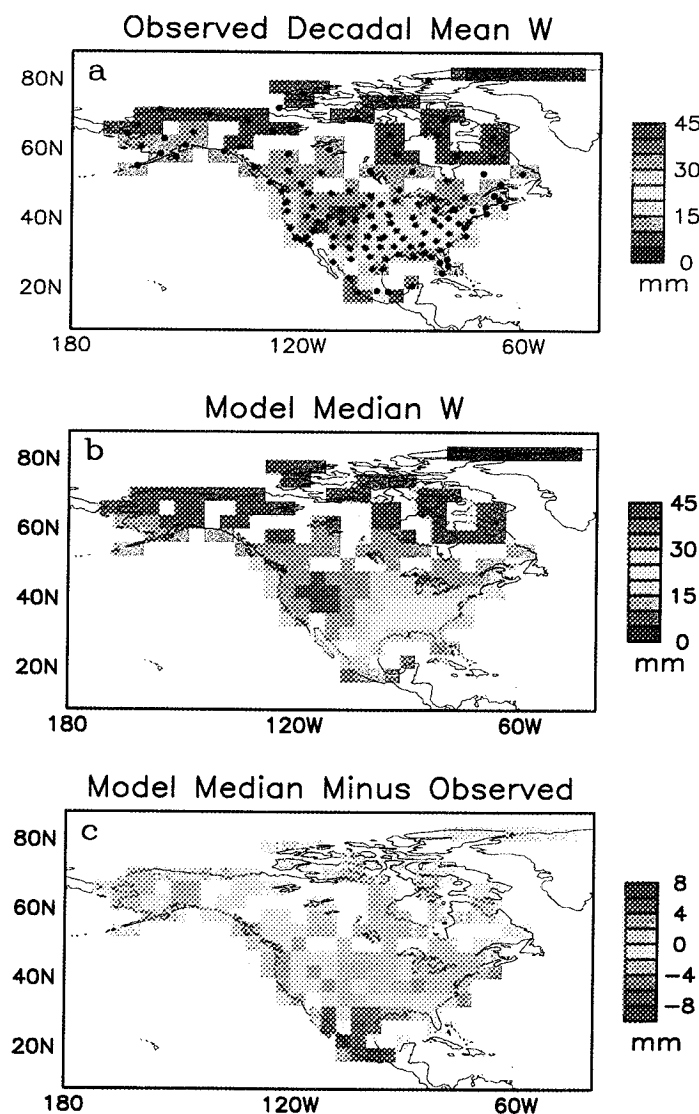 Observed Decadal Mean W
a
80N
60N
40N
20N
180
120W
60W
45
30
15
0
mm
Model Median W
b
80N
60N
40N
20N
180
120W
60W
45
30
15
0
mm
Model Median Minus Observed
c
80N
60N
40N
20N
180
120W
60W
8
4
0
-4
-8
mm